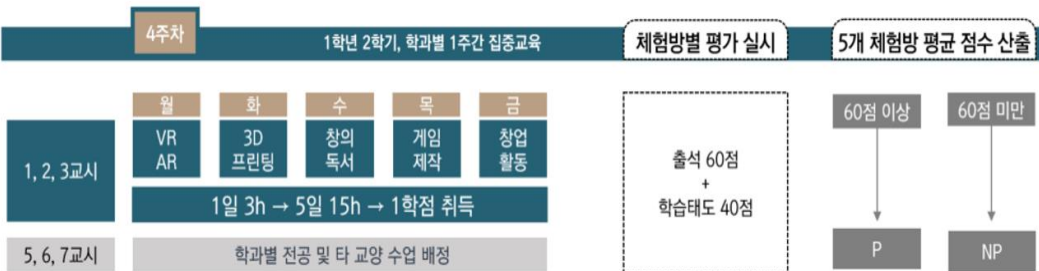 4주차
1학년 2학기, 학과별 1주간 집중교육
체험방별 평가 실시
5개 체험방 평균 점수 산출
월 화 수 목 금
1, 2, 3교시
VR AR
3D 프린팅
창의 독서
게임 제작
창업 활동
1일 3h → 5일 15h → 1학점 취득
5, 6, 7교시
학과별 전공 및 타 교양 수업 배정
출석 60점
+
학습태도 40점
60점 이상
60점 미만
P
NP